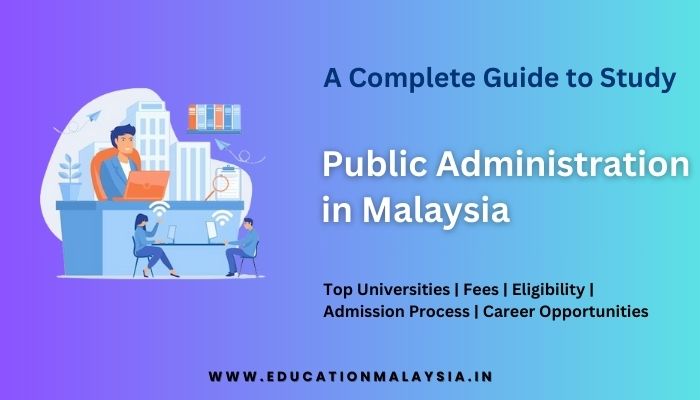 A Complete Guide to Study
Public Administration
in Malaysia
Top Universities | Fees | Eligibility |
Admission Process | Career Opportunities
WWW.EDUCATIONMALAYSIA.IN